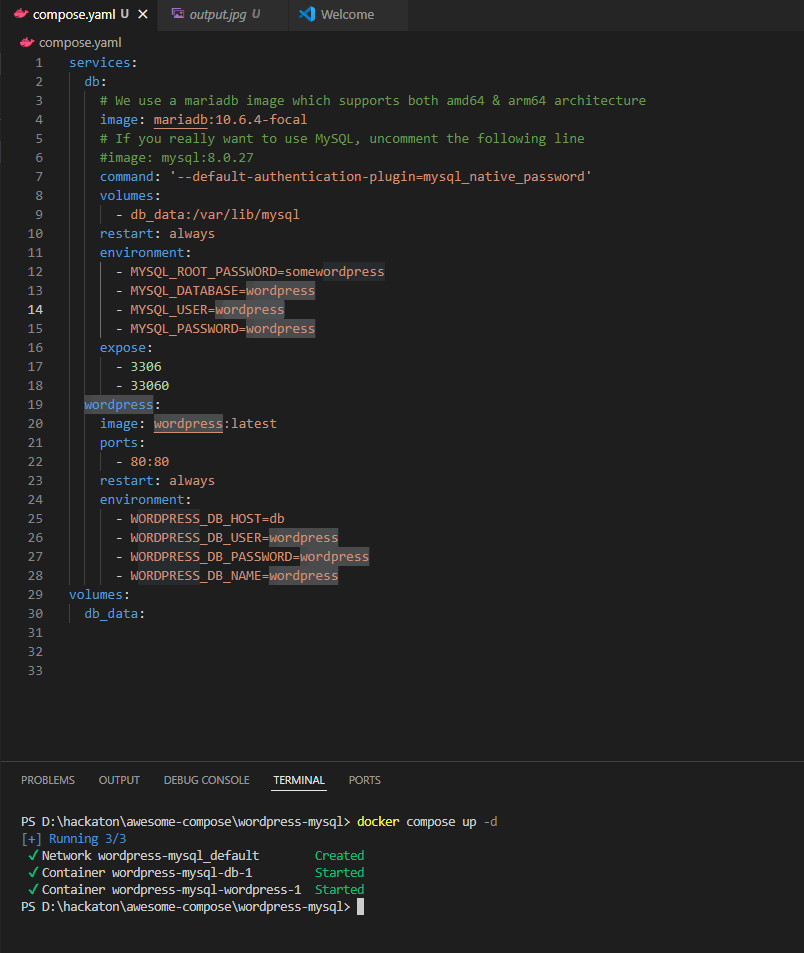 compose.yaml U × output.jpg U Welcome
compose.yaml
1 services:
2   db:
3     # We use a mariadb image which supports both amd64 & arm64 architecture
4     image: mariadb:10.6.4-focal
5     # If you really want to use MySQL, uncomment the following line
6     #image: mysql:8.0.27
7     command: '--default-authentication-plugin=mysql_native_password'
8     volumes:
9       - db_data:/var/lib/mysql
10     restart: always
11     environment:
12       - MYSQL_ROOT_PASSWORD=somewordpress
13       - MYSQL_DATABASE=wordpress
14       - MYSQL_USER=wordpress
15       - MYSQL_PASSWORD=wordpress
16     expose:
17       - 3306
18       - 33060
19   wordpress:
20     image: wordpress:latest
21     ports:
22       - 80:80
23     restart: always
24     environment:
25       - WORDPRESS_DB_HOST=db
26       - WORDPRESS_DB_USER=wordpress
27       - WORDPRESS_DB_PASSWORD=wordpress
28       - WORDPRESS_DB_NAME=wordpress
29 volumes:
30   db_data:
31
32
33
PROBLEMS OUTPUT DEBUG CONSOLE TERMINAL PORTS
PS D:\hackaton\awesome-compose\wordpress-mysql> docker compose up -d
[+] Running 3/3
✓ Network wordpress-mysql_default Created
✓ Container wordpress-mysql-db-1 Started
✓ Container wordpress-mysql-wordpress-1 Started
PS D:\hackaton\awesome-compose\wordpress-mysql>